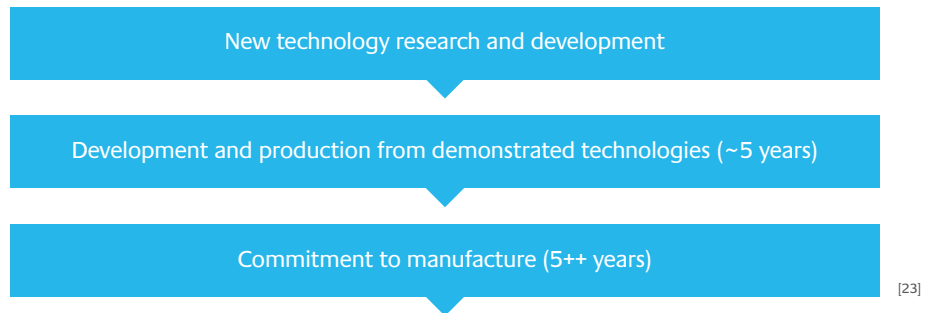 New technology research and development
Development and production from demonstrated technologies (~5 years)
Commitment to manufacture (5++ years)
[23]